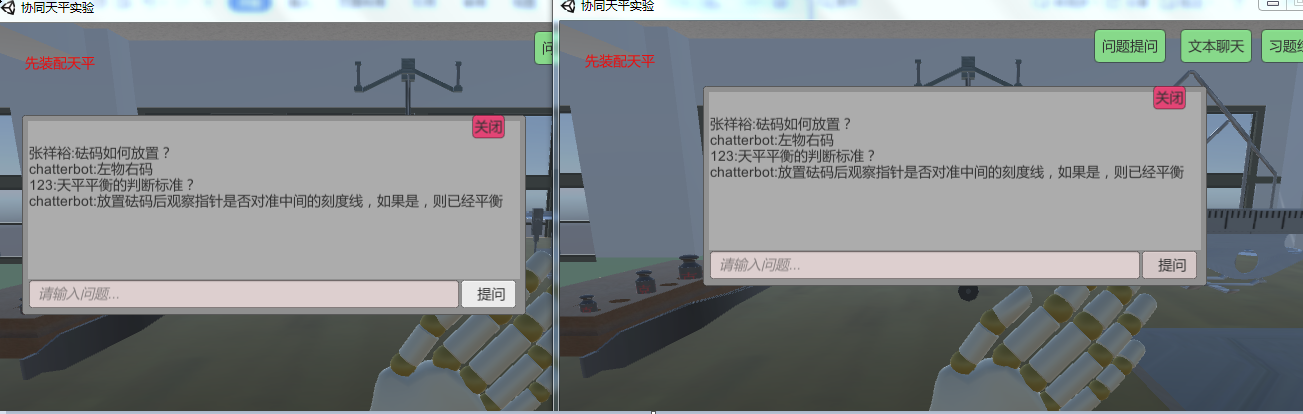 协同天平实验
先装配天平
问
关闭
张祥裕:砝码如何放置？
chatterbot:左物右码
123:天平平衡的判断标准？
chatterbot:放置砝码后观察指针是否对准中间的刻度线，如果是，则已经平衡
请输入问题...
提问
协同天平实验
先装配天平
问题提问
文本聊天
习题
关闭
张祥裕:砝码如何放置？
chatterbot:左物右码
123:天平平衡的判断标准？
chatterbot:放置砝码后观察指针是否对准中间的刻度线，如果是，则已经平衡
请输入问题...
提问